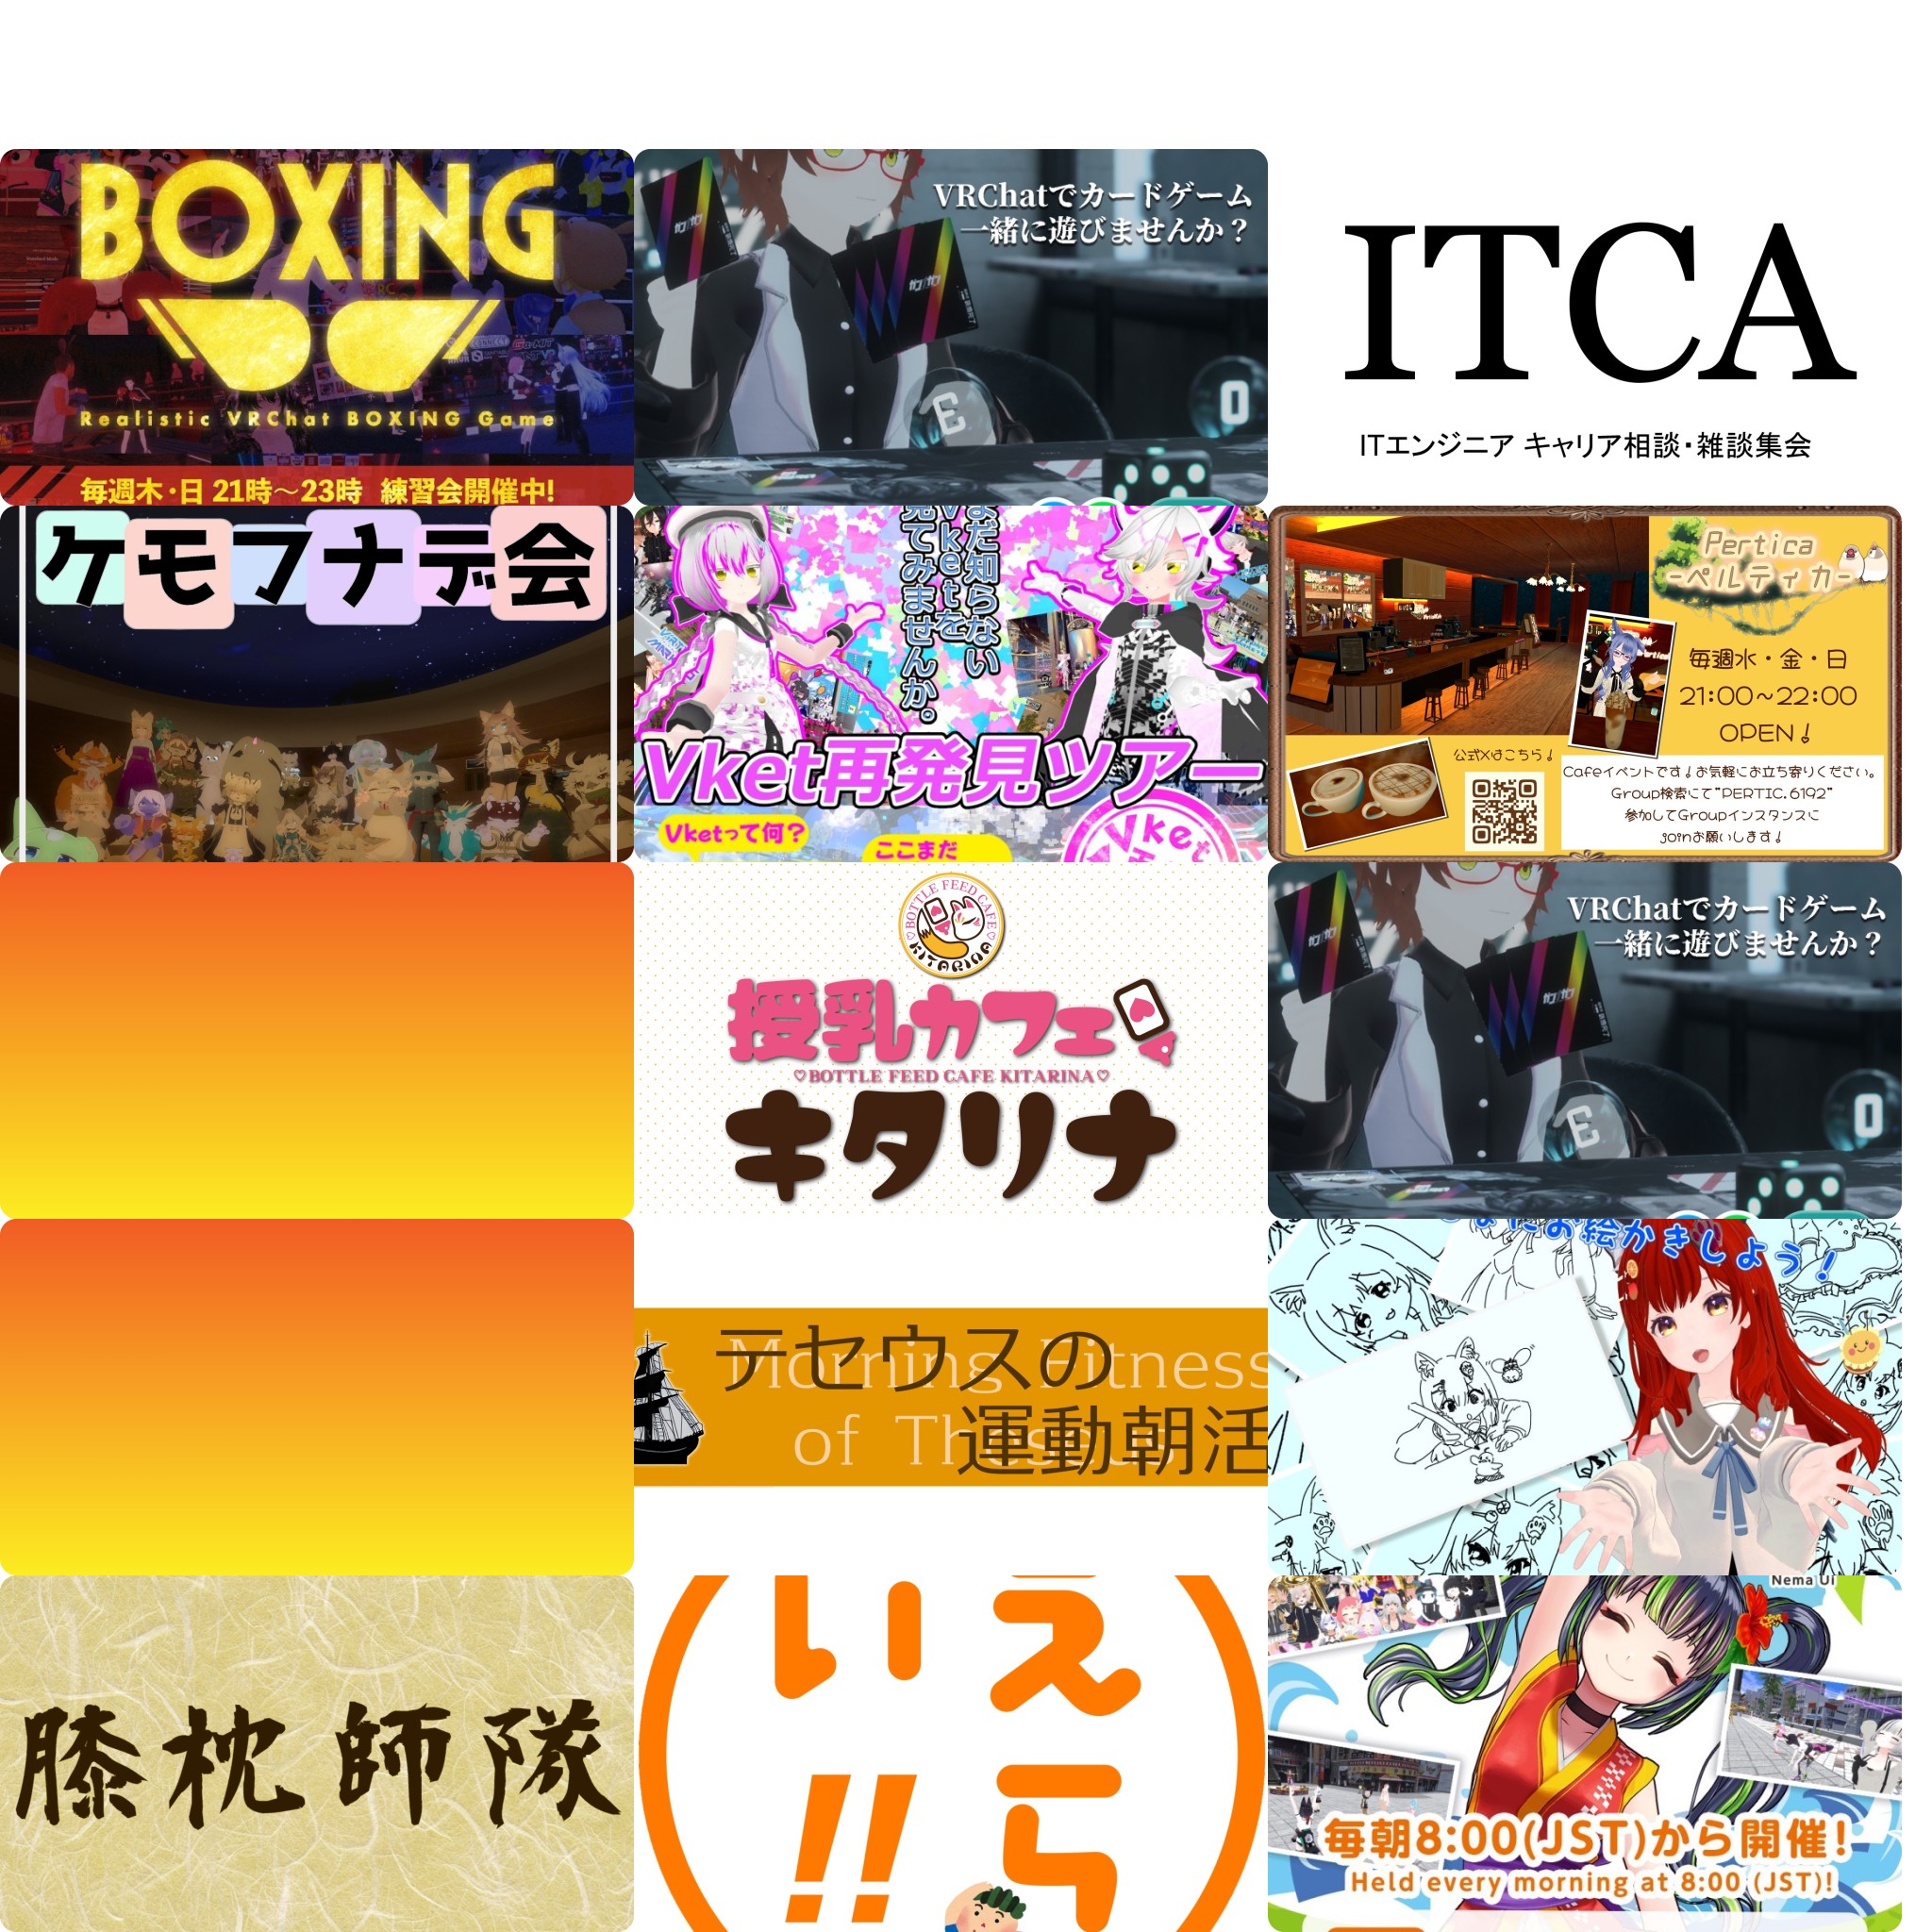 BOXING
Realistic VRChat BOXING Game
毎週木・日 21時～23時 練習会開催中!
VRChatでカードゲーム
一緒に遊びませんか？
ITCA
ITエンジニア キャリア相談・雑談集会
ケモフナデ会
まだ知らない
Vketを
見てみませんか。
Vket再発見ツアー
Vketって何？
ここまだ
Vket
Pertica
-ペルティカ-
毎週水・金・日
21:00～22:00
OPEN！
公式Xはこちら！
Cafeイベントです！お気軽にお立ち寄りください。
Group検索にて"PERTIC.6192"
参加してGroupインスタンスに
joinお願いします！
BOTTLE FEED CAFE
KITARINA
授乳カフェ
♡BOTTLE FEED CAFE KITARINA♡
キタリナ
VRChatでカードゲーム
一緒に遊びませんか？
テセウスの
運動朝活
Morning Fitness
of Theseus
お絵かきしよう！
膝枕師隊
えら
い!!
Nema Ui
毎朝8:00(JST)から開催!
Held every morning at 8:00 (JST)!